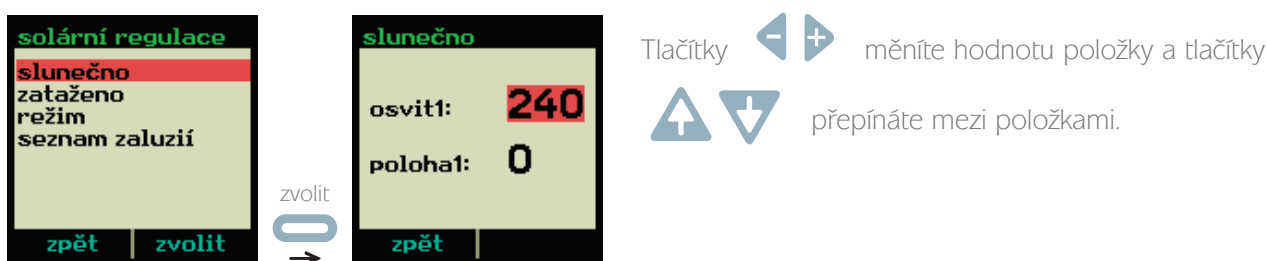 solární regulace
slunečno
zataženo
režim
seznam zaluzií
zpět zvolit
zvolit
slunečno
osvit1: 240
poloha1: 0
zpět
Tlačítky - + měníte hodnotu položky a tlačítky
přepínáte mezi položkami.